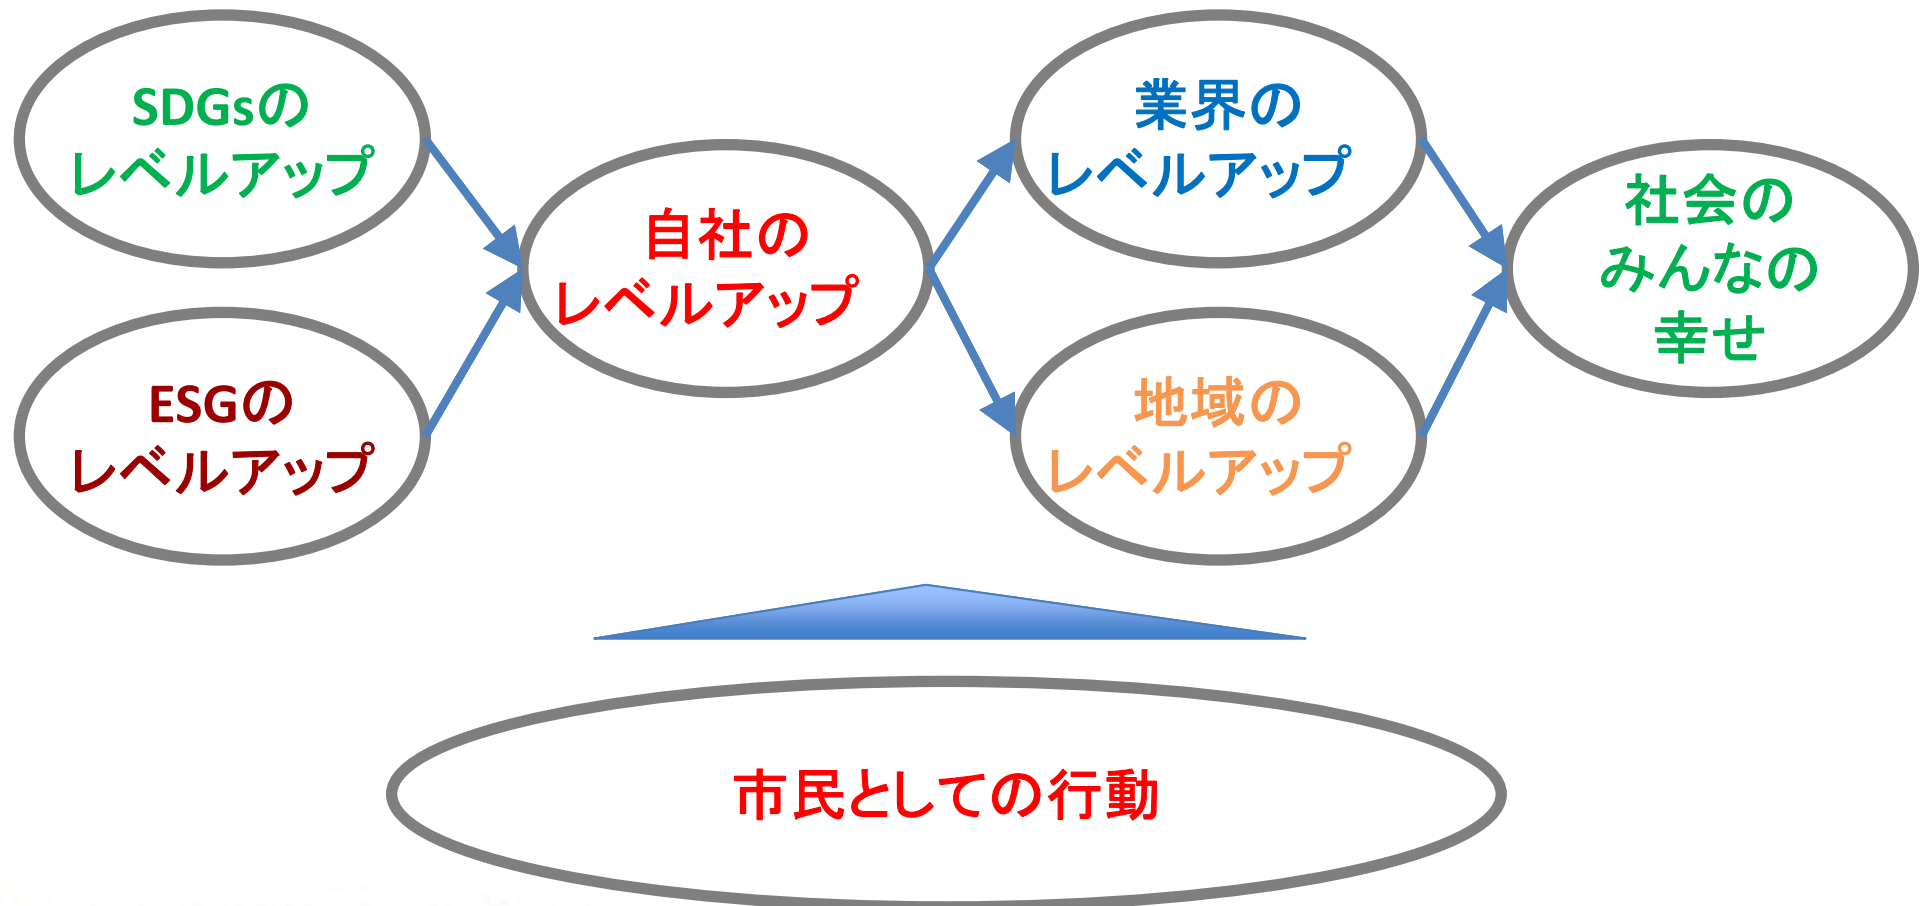 SDGsの
レベルアップ
ESGの
レベルアップ
自社の
レベルアップ
業界の
レベルアップ
地域の
レベルアップ
社会の
みんなの
幸せ
市民としての行動